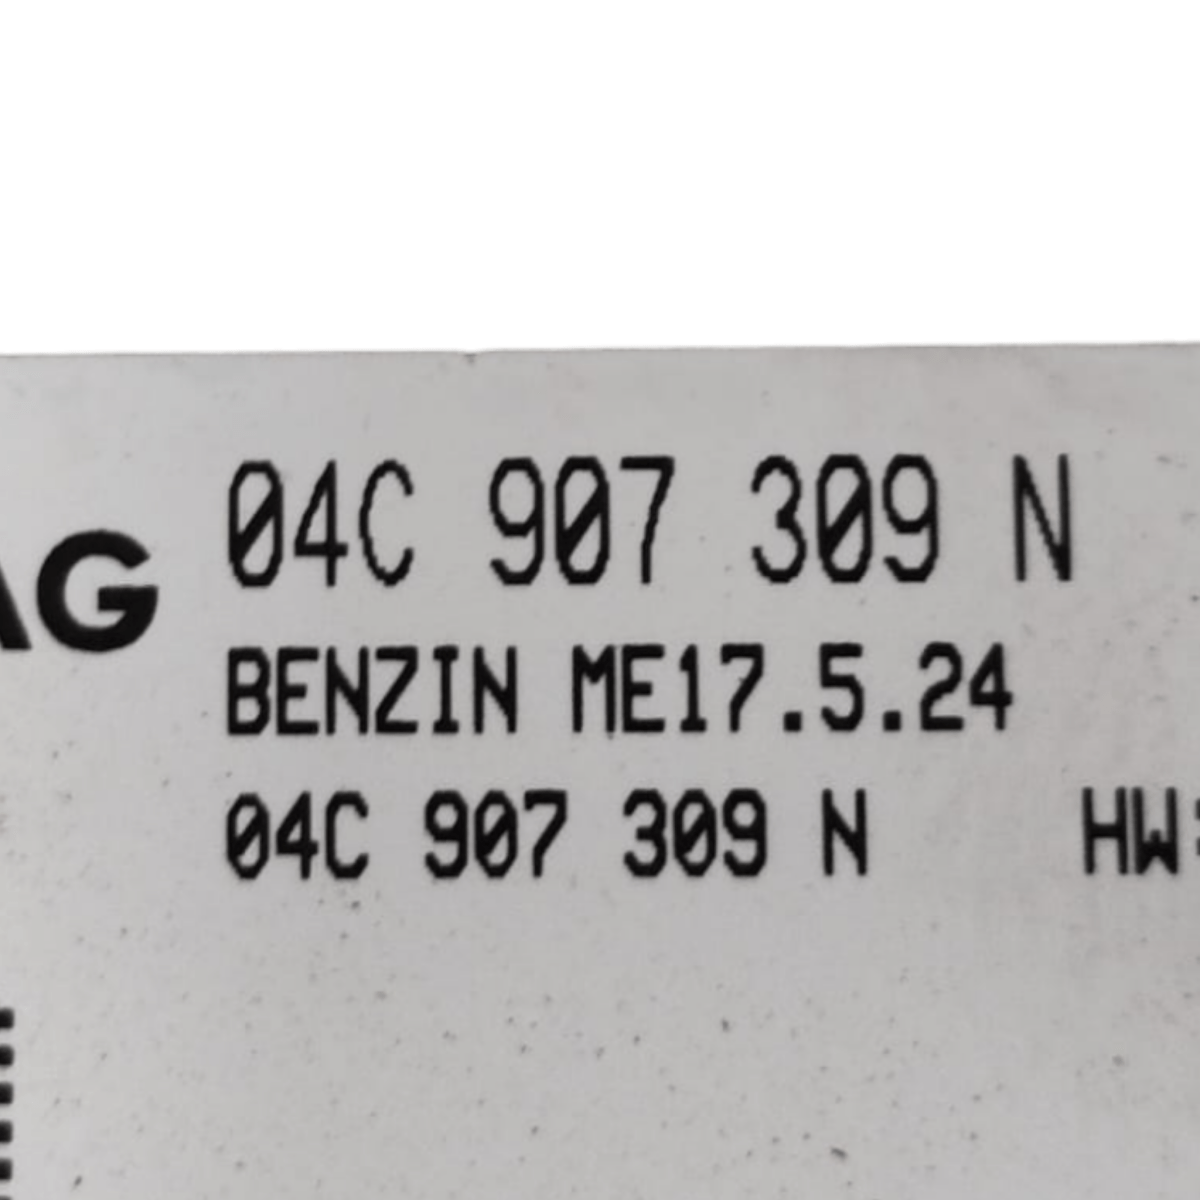 04C 907 309 N
AG
BENZIN ME17.5.24
04C 907 309 N HW: